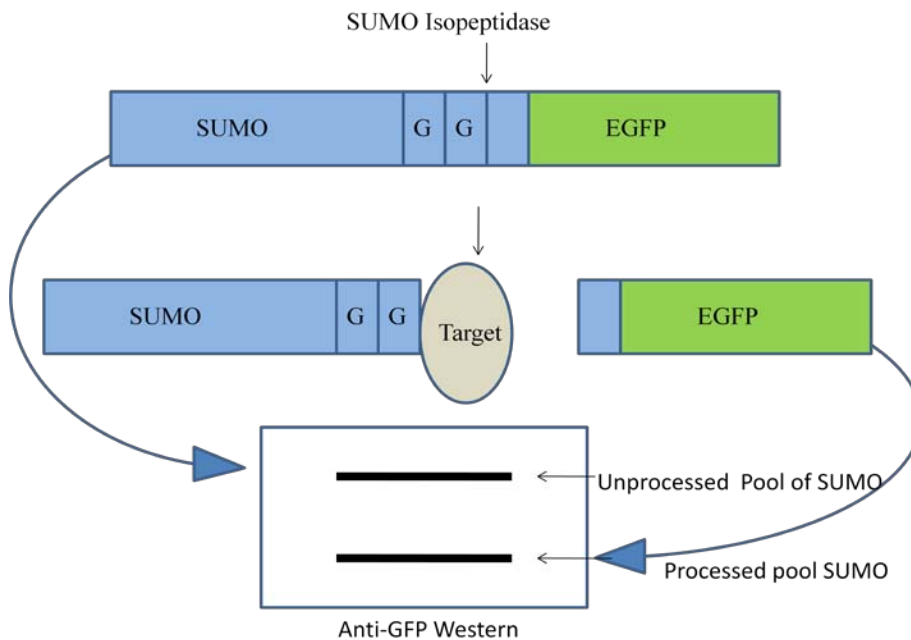 SUMO Isopeptidase
SUMO G G EGFP
SUMO G G Target EGFP
Unprocessed Pool of SUMO
Processed pool SUMO
Anti-GFP Western